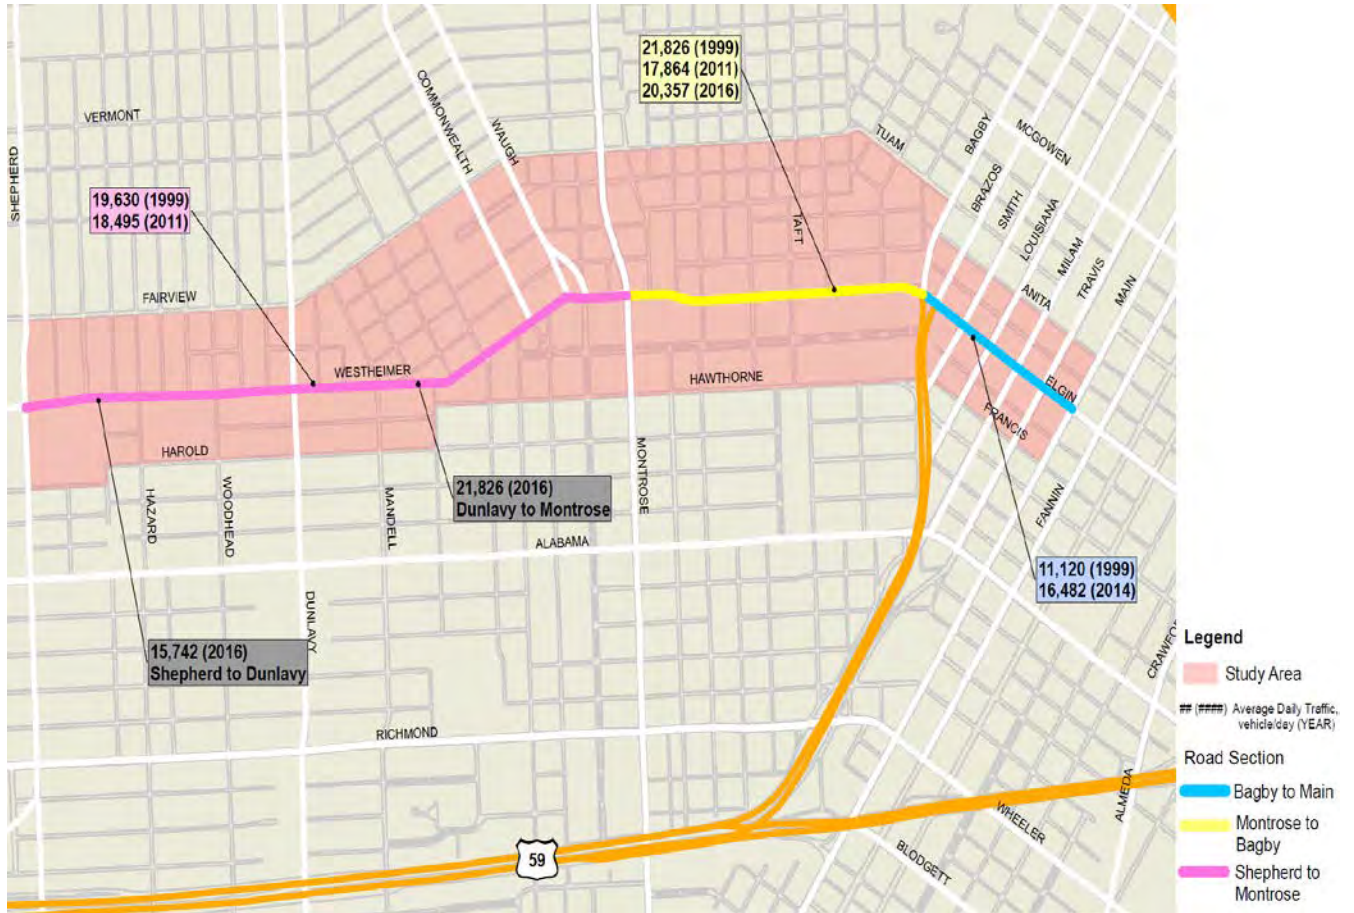 21,826 (1999)
17,864 (2011)
20,357 (2016)
COMMONWEALTH
WAUGH
VERMONT
TUAM
BAGBY
MCGOWEN
SHEPHERD
BRAZOS
SMITH
LOUISIANA
MILAM
TRAVIS
MAIN
19,630 (1999)
18,495 (2011)
TAFT
FAIRVIEW
ANITA
WESTHEIMER
HAWTHORNE
ELGIN
FRANCIS
HAROLD
HAZARD
WOODHEAD
MANDELL
MONTROSE
FANNIN
21,826 (2016)
Dunlavy to Montrose
ALABAMA
11,120 (1999)
16,482 (2014)
DUNLAVY
15,742 (2016)
Shepherd to Dunlavy
RICHMOND
ALMEDA
WHEELER
BLODGETT
59
Legend
Study Area
## (####) Average Daily Traffic,
vehicle/day (YEAR)
Road Section
Bagby to Main
Montrose to
Bagby
Shepherd to
Montrose